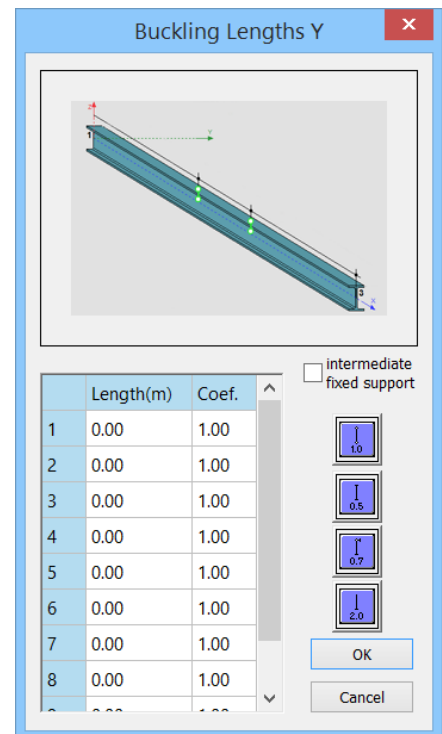 Buckling Lengths Y
Z
1
Y
3
X
intermediate
fixed support
Length(m) Coef.
1 0.00 1.00
2 0.00 1.00
3 0.00 1.00
4 0.00 1.00
5 0.00 1.00
6 0.00 1.00
7 0.00 1.00
8 0.00 1.00
1.0
0.5
0.7
2.0
OK
Cancel